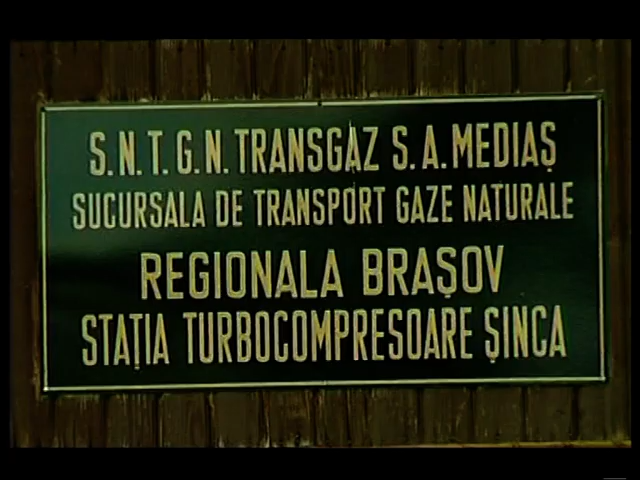 S.N.T.G.N. TRANSGAZ S.A. MEDIAȘ
SUCURSALA DE TRANSPORT GAZE NATURALE
REGIONALA BRAȘOV
STAȚIA TURBOCOMPRESOARE ȘINCA